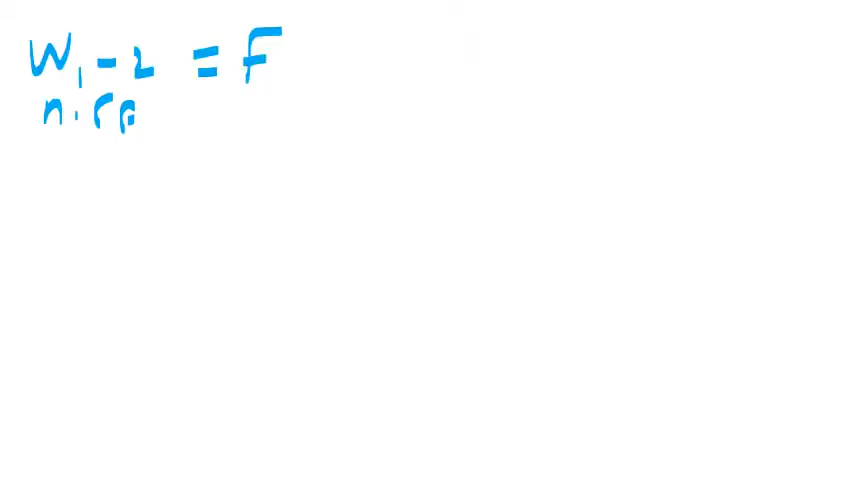 W₁-2 = F
n.